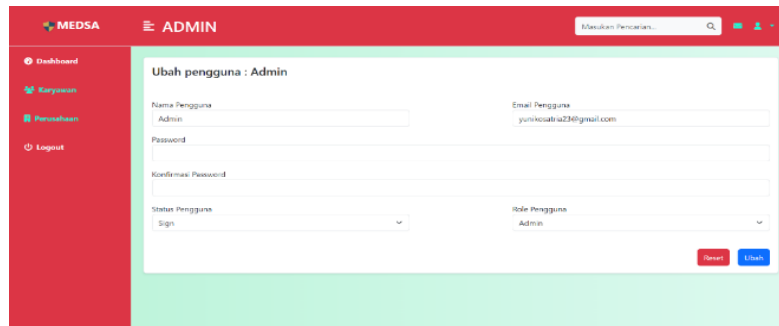 MEDSA
ADMIN
Masukan Pencarian...
Dashboard
Karyawan
Perusahaan
Logout
Ubah pengguna : Admin
Nama Pengguna
Email Pengguna
Admin
yunikosatria23@gmail.com
Password
Konfirmasi Password
Status Pengguna
Role Pengguna
Sign
Admin
Reset
Ubah